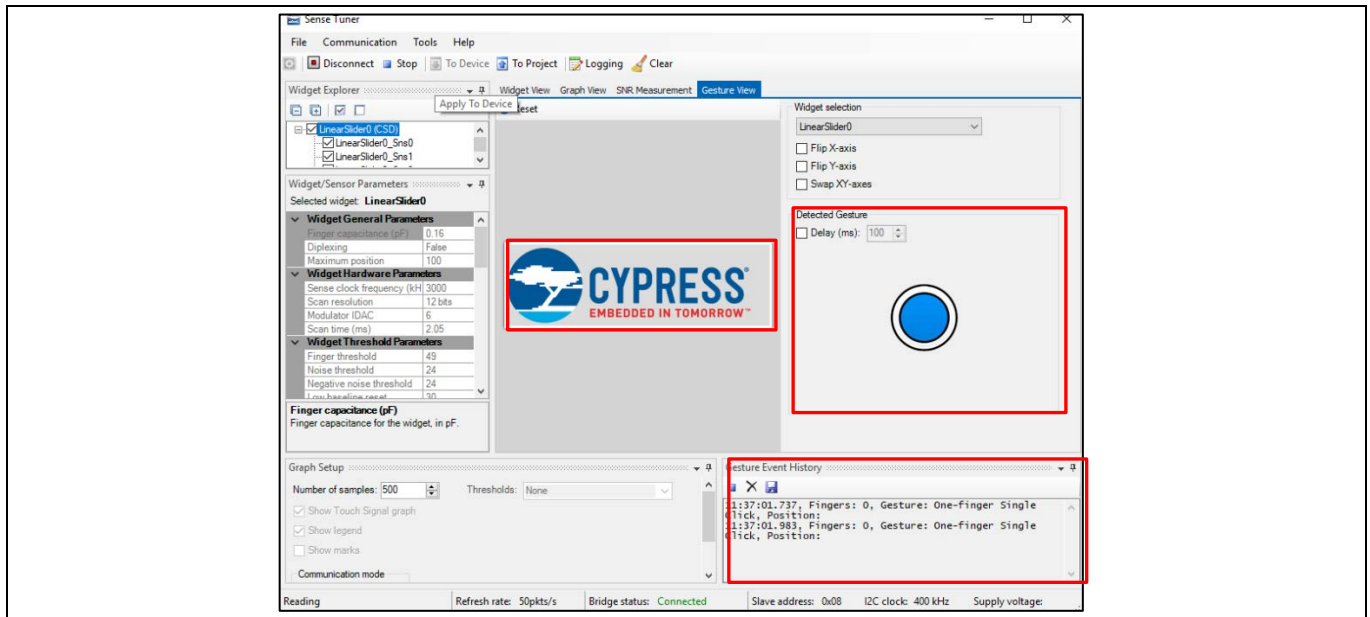 Sense Tuner
File Communication Tools Help
Disconnect Stop To Device To Project Logging Clear
Widget Explorer
Apply To Device
Widget View Graph View SNR Measurement Gesture View
LinearSlider0 (CSD)
LinearSlider0_Sns0
LinearSlider0_Sns1
Widget/Sensor Parameters
Selected widget: LinearSlider0
Widget General Parameters
Finger capacitance (pF) 0.16
Diplexing False
Maximum position 100
Widget Hardware Parameters
Sense clock frequency (kH 3000
Scan resolution 12 bits
Modulator IDAC 6
Scan time (ms) 2.05
Widget Threshold Parameters
Finger threshold 49
Noise threshold 24
Negative noise threshold 24
Low baseline reset 30
Finger capacitance (pF)
Finger capacitance for the widget, in pF.
CYPRESS®
EMBEDDED IN TOMORROW™
Widget selection
LinearSlider0
Flip X-axis
Flip Y-axis
Swap XY-axes
Detected Gesture
Delay (ms): 100
Graph Setup
Number of samples: 500 Thresholds: None
Show Touch Signal graph
Show legend
Show marks
Communication mode
Gesture Event History
11:37:01.737, Fingers: 0, Gesture: One-finger Single
Click, Position:
11:37:01.983, Fingers: 0, Gesture: One-finger Single
Click, Position:
Reading Refresh rate: 50pkts/s Bridge status: Connected Slave address: 0x08 I2C clock: 400 kHz Supply voltage: